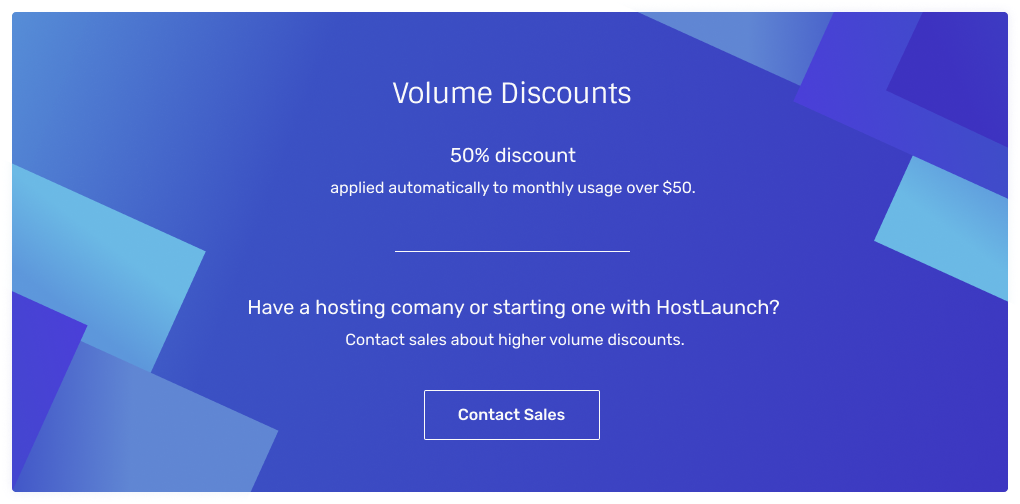 Volume Discounts
50% discount
applied automatically to monthly usage over $50.
Have a hosting comany or starting one with HostLaunch?
Contact sales about higher volume discounts.
Contact Sales